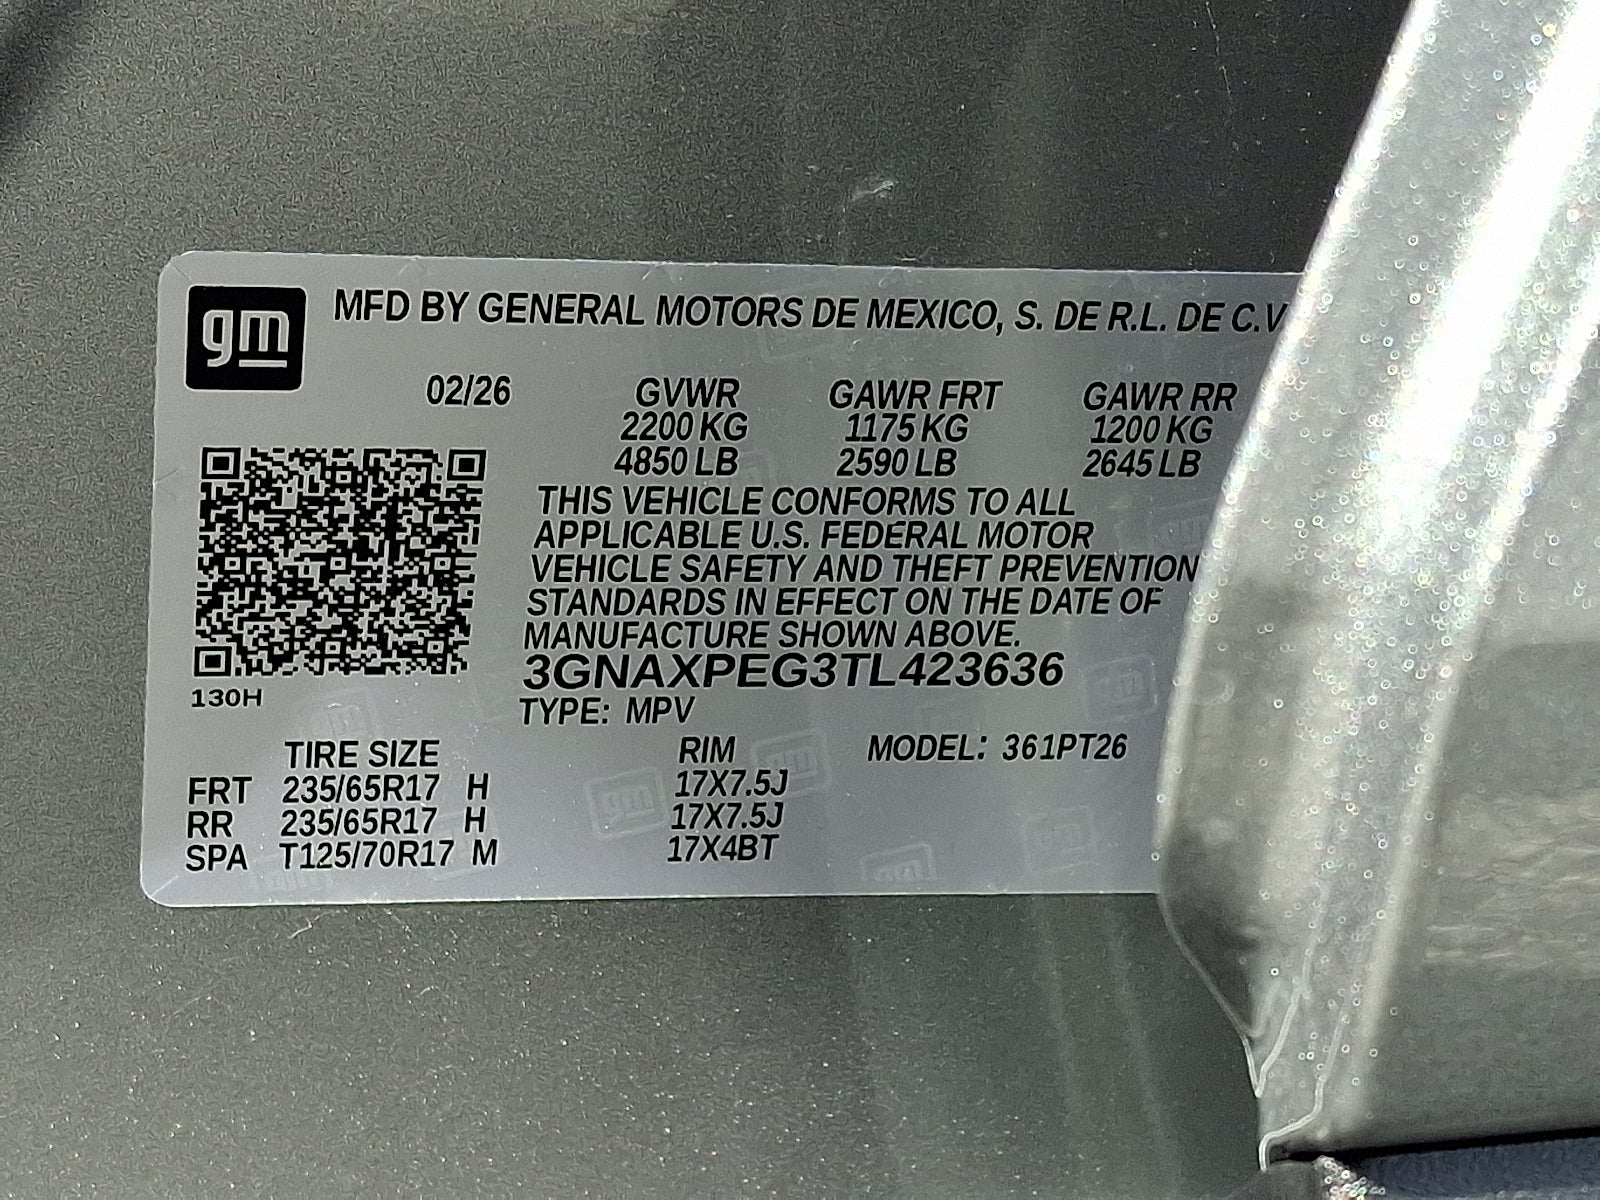 gm
MFD BY GENERAL MOTORS DE MEXICO, S. DE R.L. DE C.V
02/26 GVWR GAWR FRT GAWR RR
2200 KG 1175 KG 1200 KG
4850 LB 2590 LB 2645 LB
THIS VEHICLE CONFORMS TO ALL
APPLICABLE U.S. FEDERAL MOTOR
VEHICLE SAFETY AND THEFT PREVENTION
STANDARDS IN EFFECT ON THE DATE OF
MANUFACTURE SHOWN ABOVE.
3GNAXPEG3TL423636
130H
TYPE: MPV
TIRE SIZE RIM MODEL: 361PT26
FRT 235/65R17 H 17X7.5J
RR 235/65R17 H 17X7.5J
SPA T125/70R17 M 17X4BT